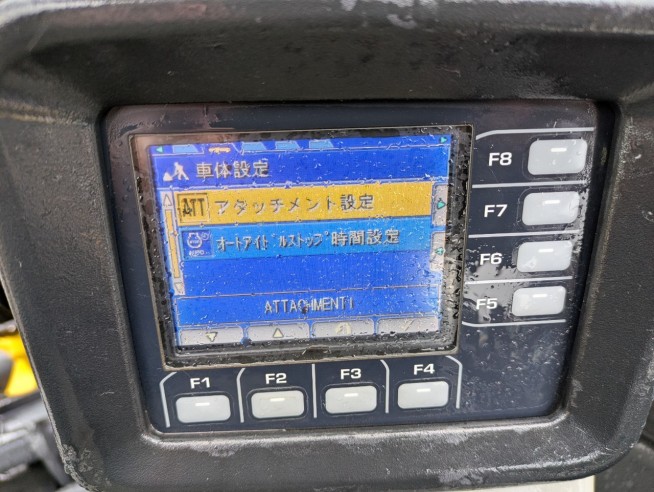 車体設定
ATT アタッチメント設定
AUTO オートアイドルストップ時間設定
ATTACHMENT1
F8
F7
F6
F5
F1 F2 F3 F4